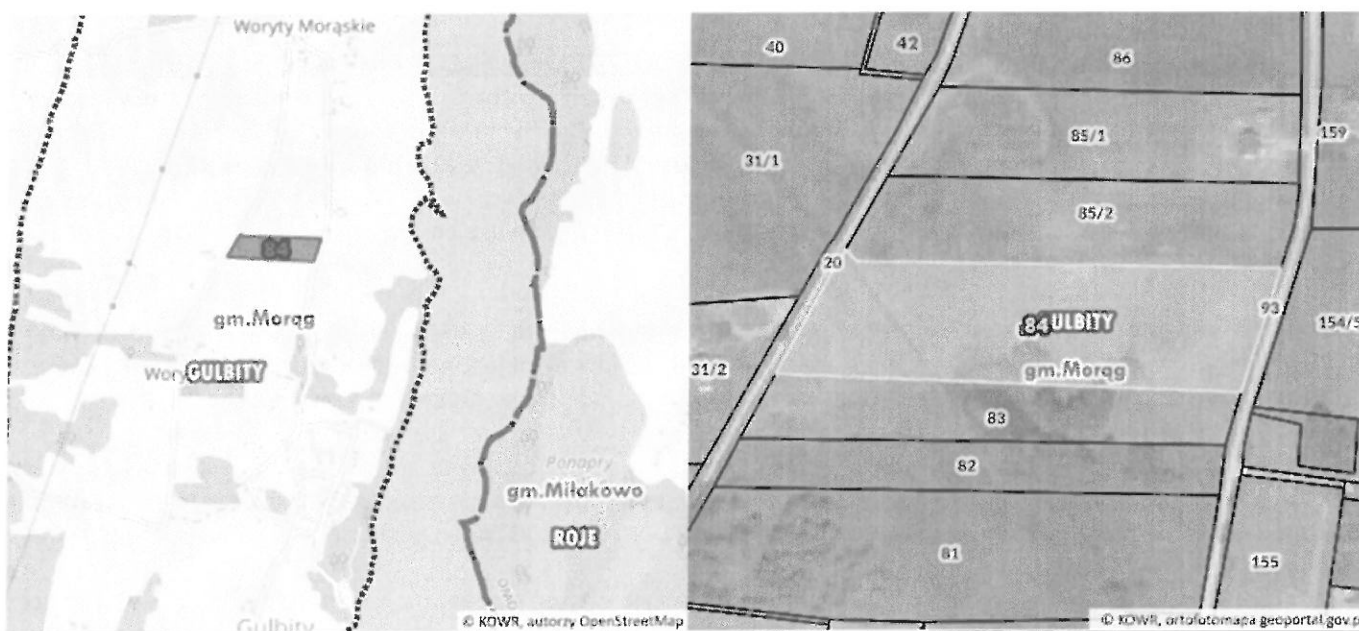 Woryty Morąskie
84
gm.Morąg
GULBITY
Ponapry
gm.Miłakowo
ROJE
Gulbity
© KOWR, autorzy OpenStreetMap
40
42
86
31/1
85/1
159
85/2
20
93
84
ULBITY
154/5
31/2
gm.Morąg
83
82
81
155
© KOWR, ortofotomapa geoportal.gov.p